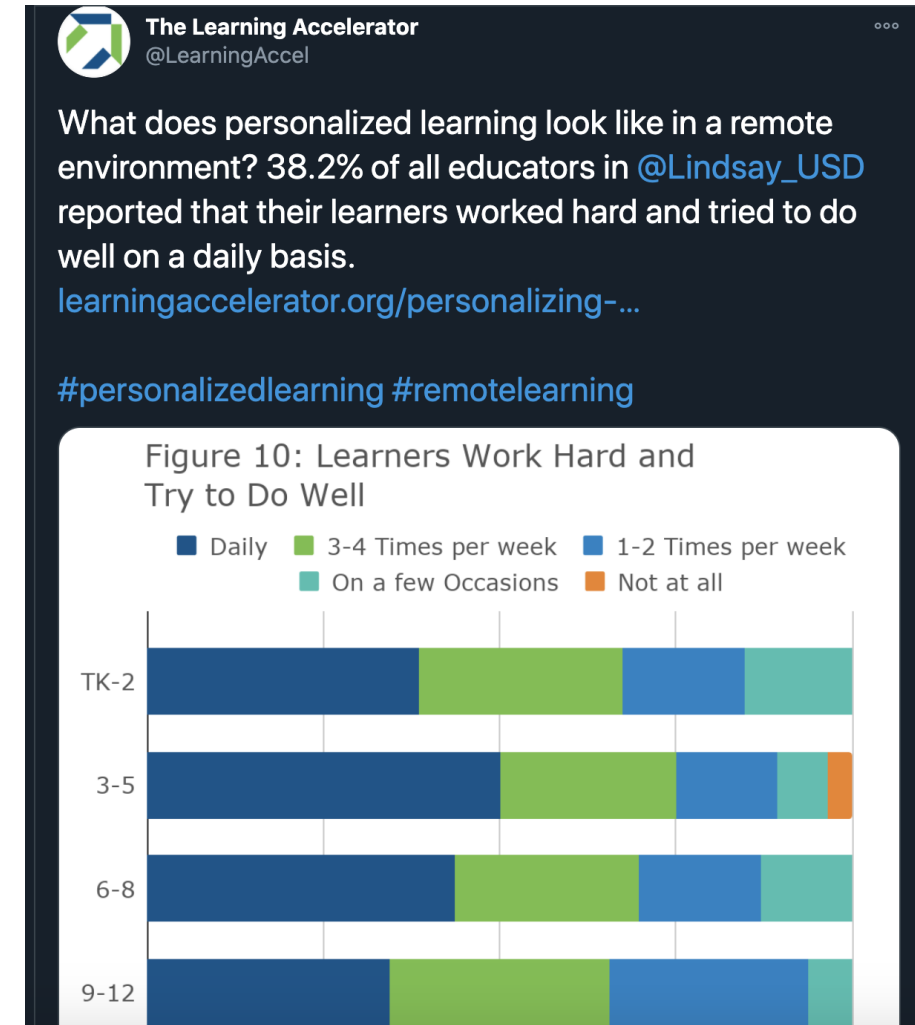 The Learning Accelerator
@LearningAccel
What does personalized learning look like in a remote
environment? 38.2% of all educators in @Lindsay_USD
reported that their learners worked hard and tried to do
well on a daily basis.
learningaccelerator.org/personalizing-...
#personalizedlearning #remotelearning
Figure 10: Learners Work Hard and
Try to Do Well
Daily 3-4 Times per week 1-2 Times per week
On a few Occasions Not at all
TK-2
3-5
6-8
9-12